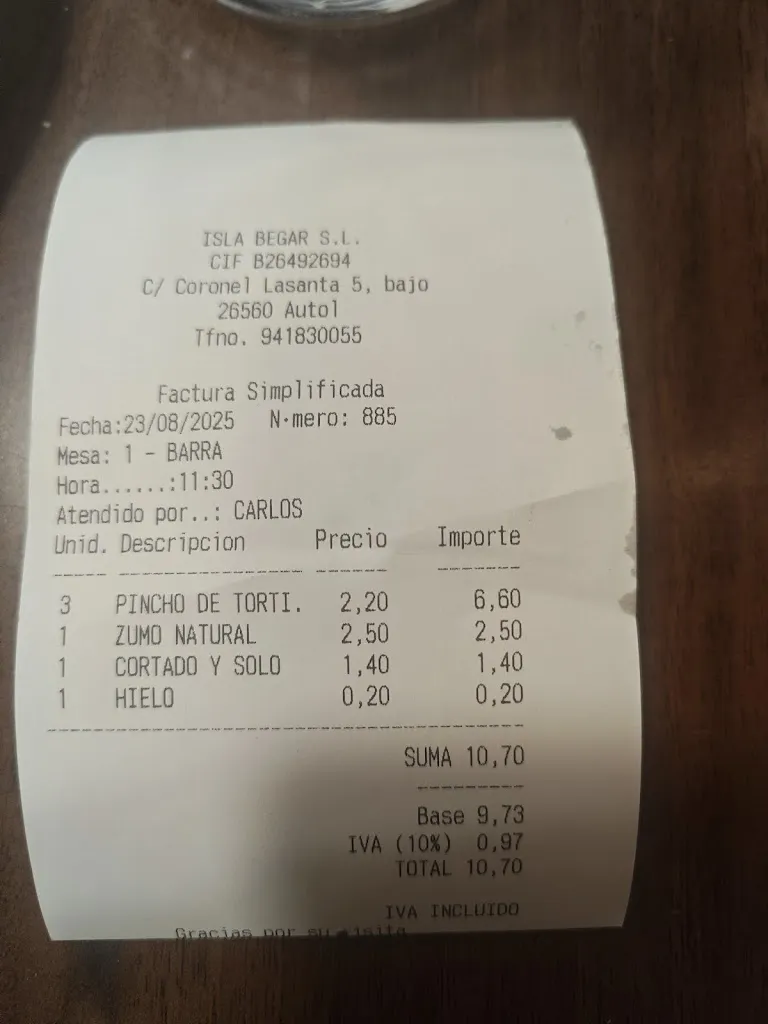 ISLA BEGAR S.L.
CIF B26492694
C/ Coronel Lasanta 5, bajo
26560 Autol
Tfno. 941830055
Factura Simplificada
Fecha:23/08/2025 N·mero: 885
Mesa: 1 - BARRA
Hora......:11:30
Atendido por..: CARLOS
Unid. Descripcion Precio Importe
3 PINCHO DE TORTI. 2,20 6,60
1 ZUMO NATURAL 2,50 2,50
1 CORTADO Y SOLO 1,40 1,40
1 HIELO 0,20 0,20
SUMA 10,70
Base 9,73
IVA (10%) 0,97
TOTAL 10,70
IVA INCLUIDO
Gracias por su